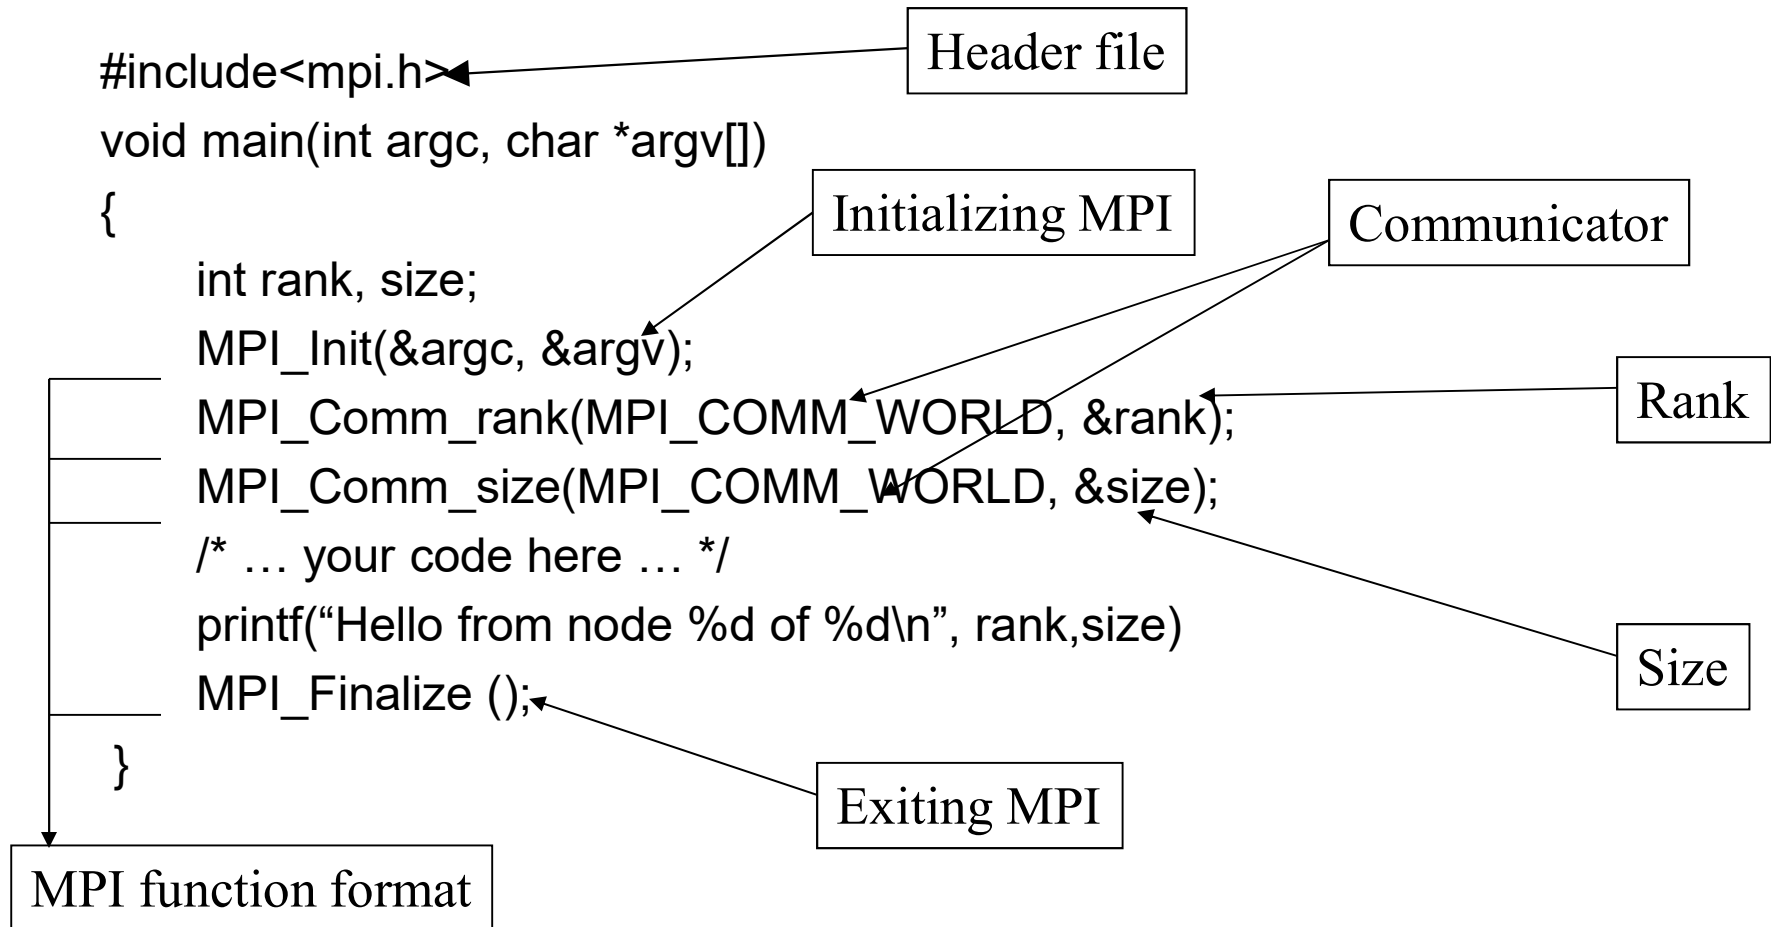 #include<mpi.h>
Header file
void main(int argc, char *argv[])
{
Initializing MPI
Communicator
int rank, size;
MPI_Init(&argc, &argv);
MPI_Comm_rank(MPI_COMM_WORLD, &rank);
Rank
MPI_Comm_size(MPI_COMM_WORLD, &size);
/* … your code here … */
printf(“Hello from node %d of %d\n”, rank,size)
Size
MPI_Finalize ();
}
Exiting MPI
MPI function format